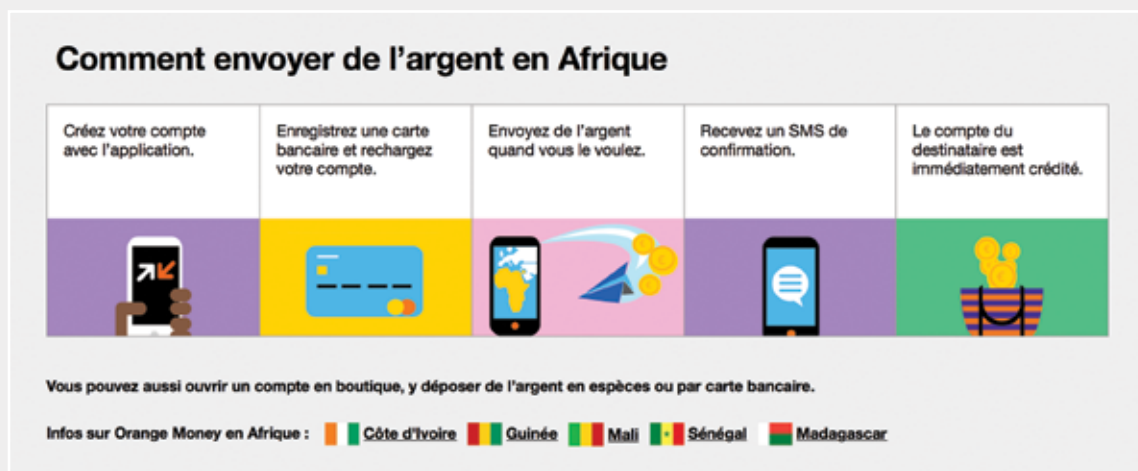 Comment envoyer de l'argent en Afrique
Créez votre compte
avec l'application.
Enregistrez une carte
bancaire et rechargez
votre compte.
Envoyez de l'argent
quand vous le voulez.
Recevez un SMS de
confirmation.
Le compte du
destinataire est
immédiatement crédité.
Vous pouvez aussi ouvrir un compte en boutique, y déposer de l'argent en espèces ou par carte bancaire.
Infos sur Orange Money en Afrique : Côte d'Ivoire Guinée Mali Sénégal Madagascar